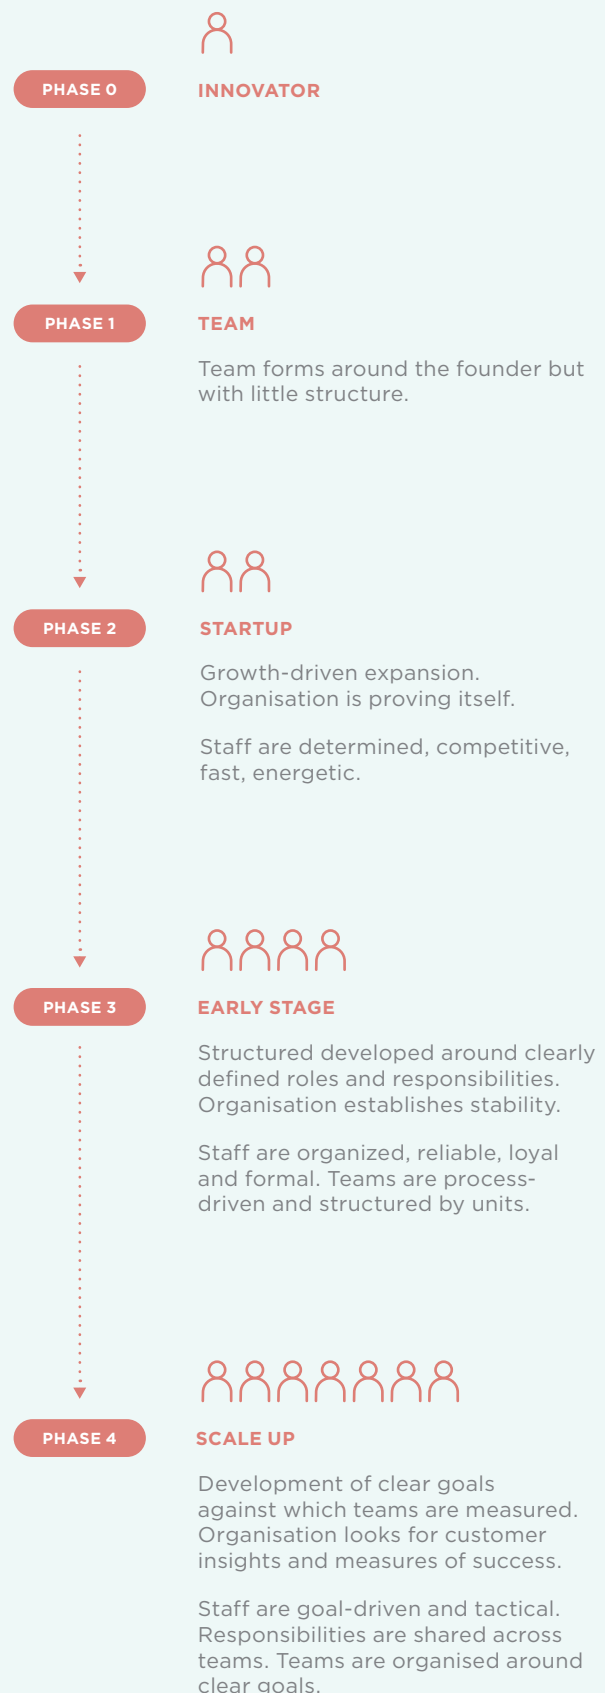 PHASE 0
INNOVATOR
PHASE 1
TEAM
Team forms around the founder but
with little structure.
PHASE 2
STARTUP
Growth-driven expansion.
Organisation is proving itself.
Staff are determined, competitive,
fast, energetic.
PHASE 3
EARLY STAGE
Structured developed around clearly
defined roles and responsibilities.
Organisation establishes stability.
Staff are organized, reliable, loyal
and formal. Teams are process-
driven and structured by units.
PHASE 4
SCALE UP
Development of clear goals
against which teams are measured.
Organisation looks for customer
insights and measures of success.
Staff are goal-driven and tactical.
Responsibilities are shared across
teams. Teams are organised around
clear goals.